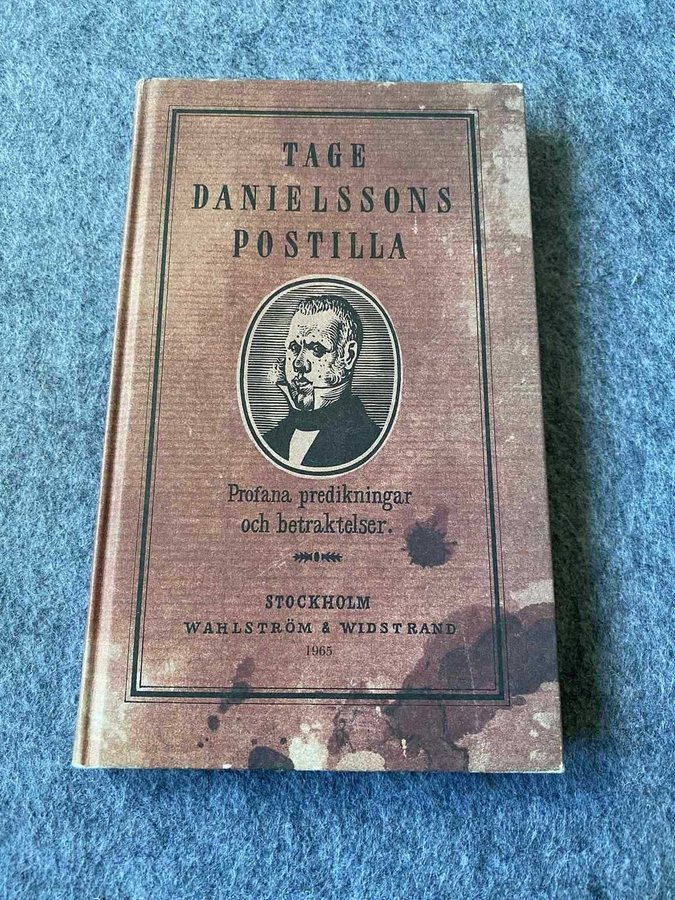 TAGE
DANIELSSONS
POSTILLA
Profana predikningar
och betraktelser.
STOCKHOLM
WAHLSTRÖM & WIDSTRAND
1965